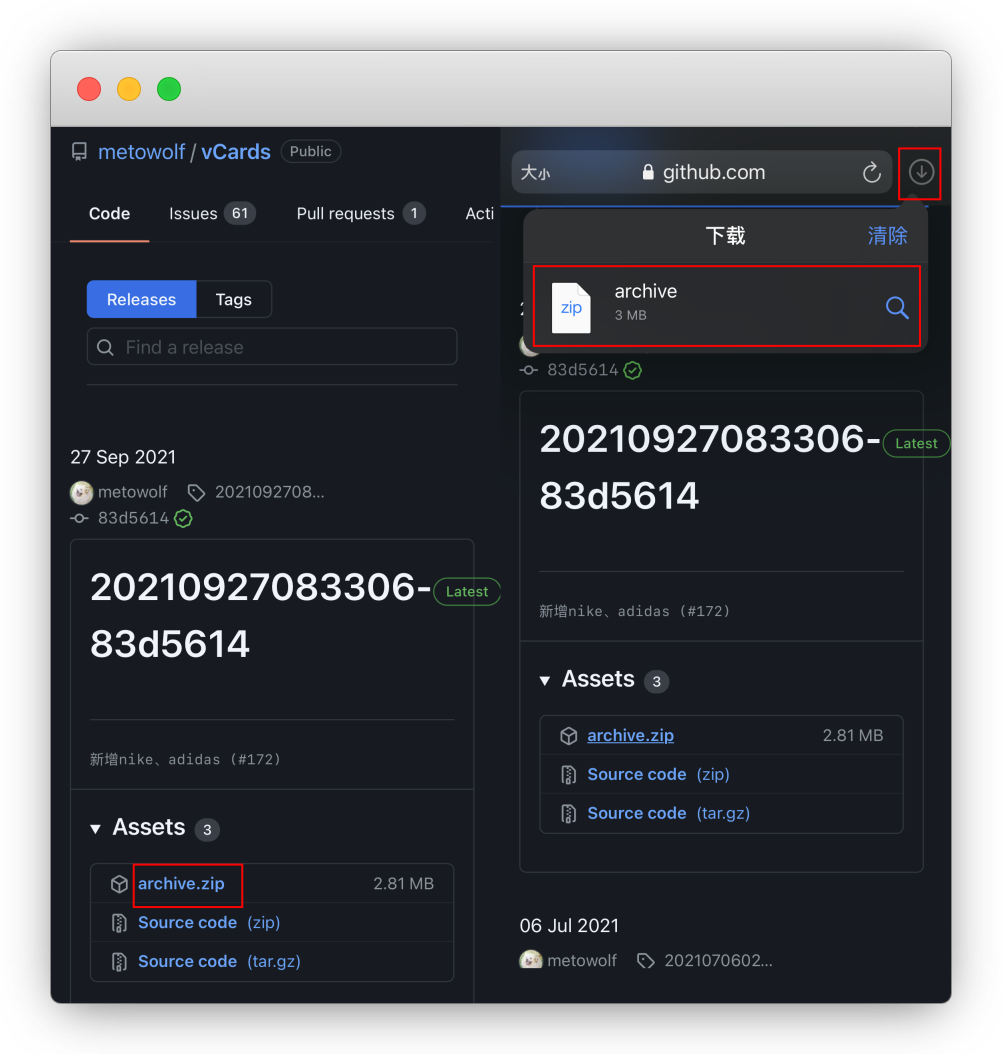 metowolf / vCards Public
Code Issues 61 Pull requests 1 Acti
Releases Tags
Find a release
27 Sep 2021
metowolf 2021092708...
83d5614
20210927083306-
83d5614
Latest
新增nike、adidas (#172)
Assets 3
archive.zip 2.81 MB
Source code (zip)
Source code (tar.gz)
大小 github.com
下载 清除
zip
archive
3 MB
83d5614
20210927083306-
83d5614
Latest
新增nike、adidas (#172)
Assets 3
archive.zip 2.81 MB
Source code (zip)
Source code (tar.gz)
06 Jul 2021
metowolf 2021070602...